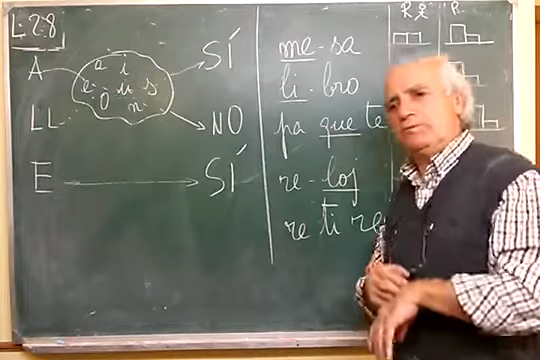 L-28
A
a i
e u s
o n
SÍ
LL
NO
E
SÍ
me-sa
li-bro
pa que te
re-loj
re ti re
R
R